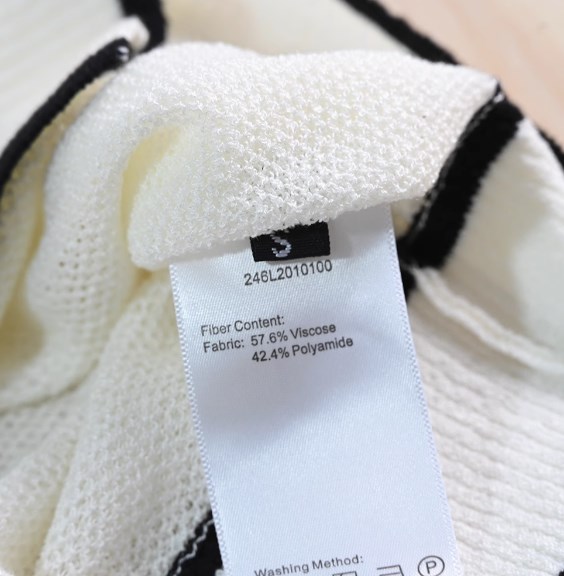 S
246L2010100
Fiber Content:
Fabric: 57.6% Viscose
42.4% Polyamide
Washing Method:
P